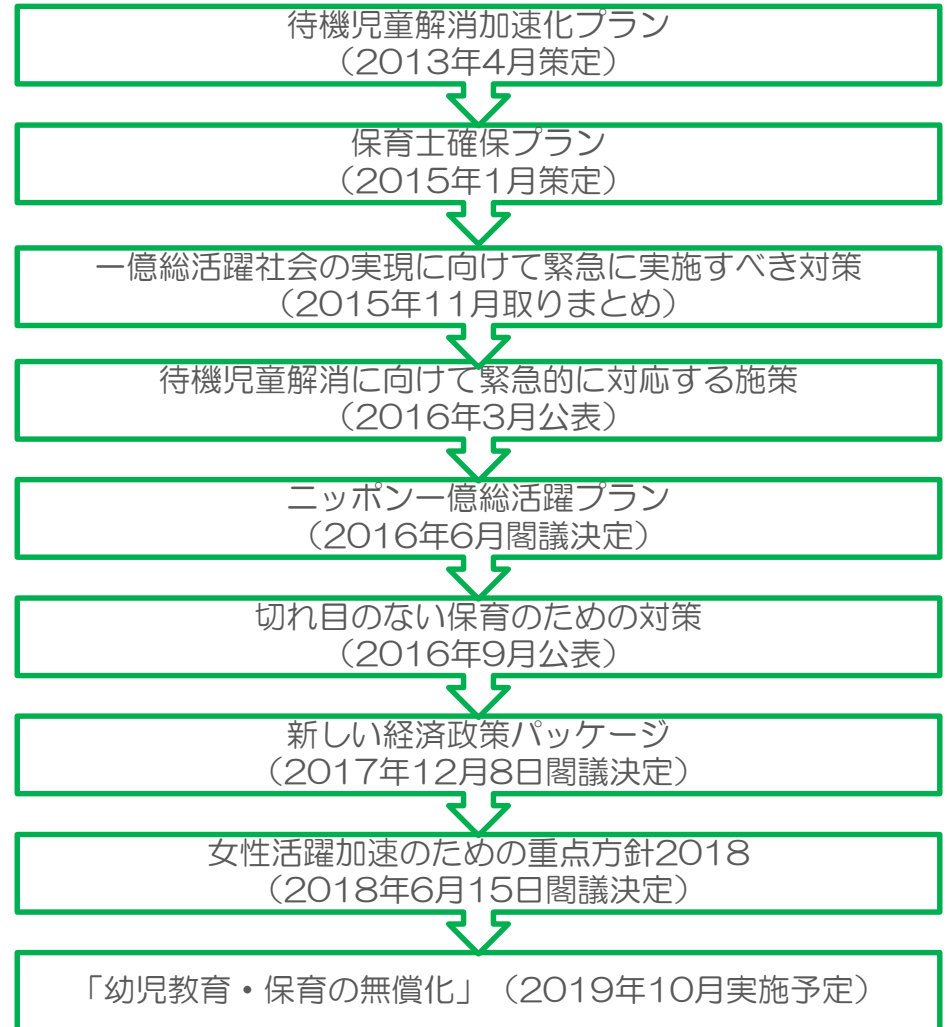 待機児童解消加速化プラン
（2013年4月策定）
保育士確保プラン
（2015年1月策定）
一億総活躍社会の実現に向けて緊急に実施すべき対策
（2015年11月取りまとめ）
待機児童解消に向けて緊急的に対応する施策
（2016年3月公表）
ニッポン一億総活躍プラン
（2016年6月閣議決定）
切れ目のない保育のための対策
（2016年9月公表）
新しい経済政策パッケージ
（2017年12月8日閣議決定）
女性活躍加速のための重点方針2018
（2018年6月15日閣議決定）
「幼児教育・保育の無償化」（2019年10月実施予定）